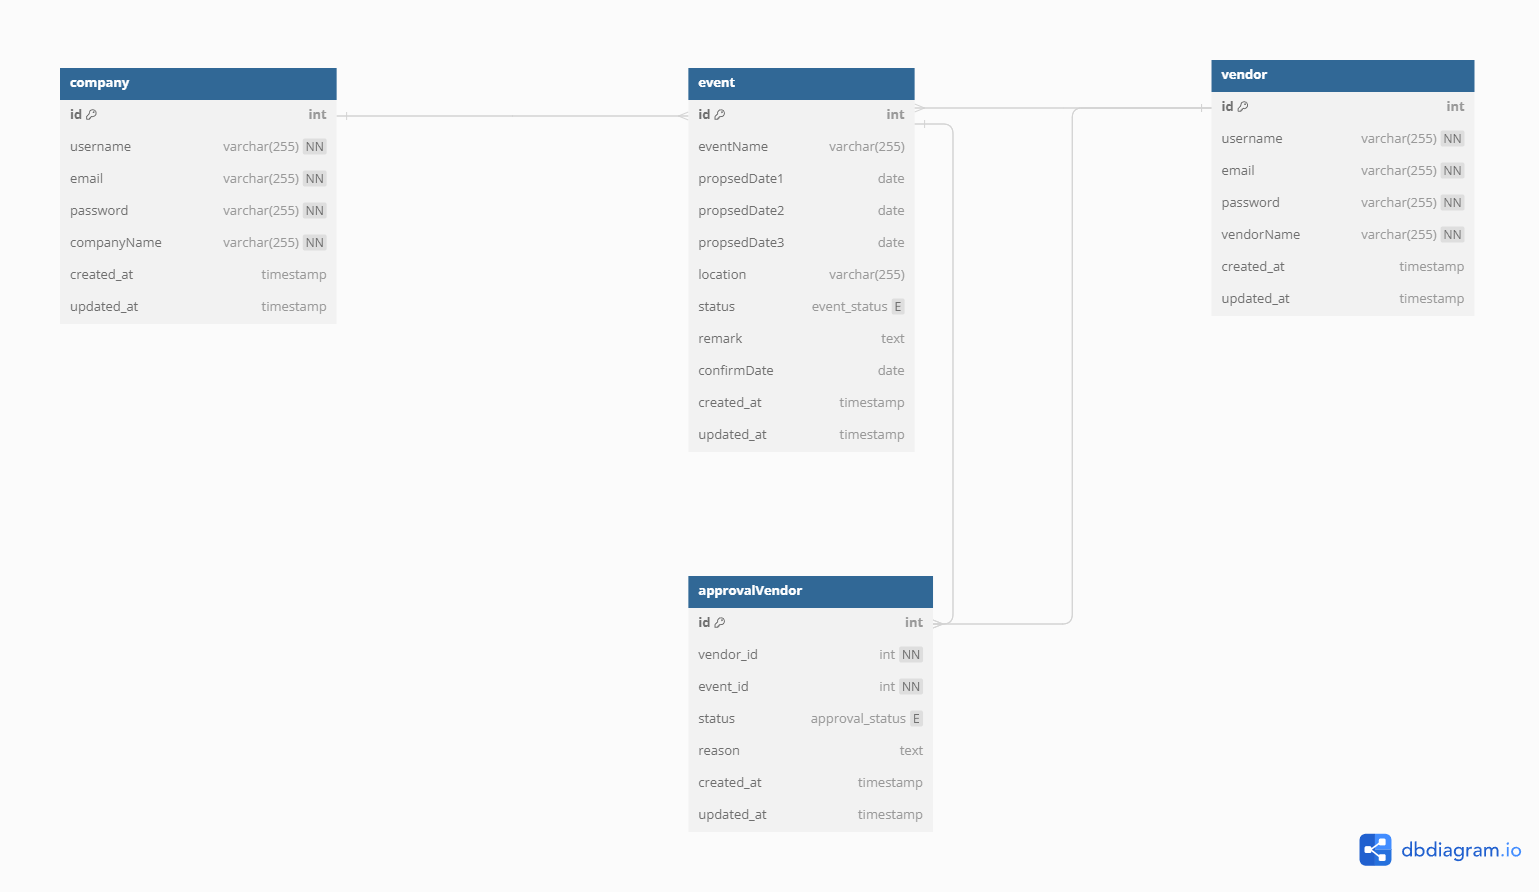 company
id int
username varchar(255) NN
email varchar(255) NN
password varchar(255) NN
companyName varchar(255) NN
created_at timestamp
updated_at timestamp
event
id int
eventName varchar(255)
propsedDate1 date
propsedDate2 date
propsedDate3 date
location varchar(255)
status event_status E
remark text
confirmDate date
created_at timestamp
updated_at timestamp
vendor
id int
username varchar(255) NN
email varchar(255) NN
password varchar(255) NN
vendorName varchar(255) NN
created_at timestamp
updated_at timestamp
approvalVendor
id int
vendor_id int NN
event_id int NN
status approval_status E
reason text
created_at timestamp
updated_at timestamp
dbdiagram.io